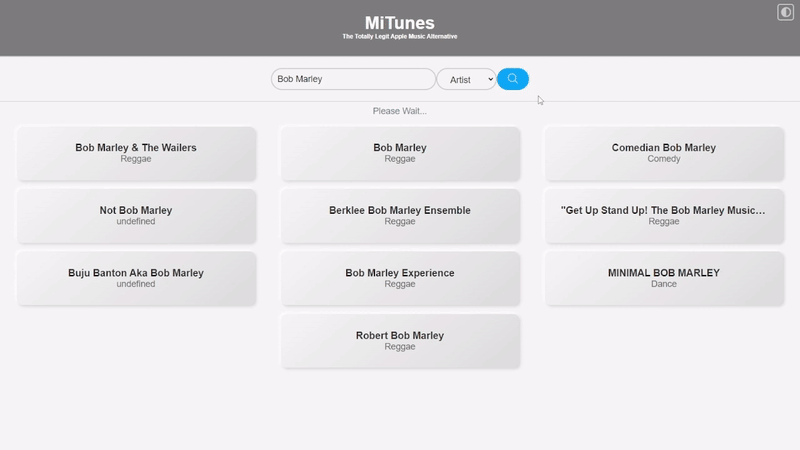 MiTunes
The Totally Legit Apple Music Alternative
Bob Marley
Artist
Please Wait...
Bob Marley & The Wailers
Reggae
Bob Marley
Reggae
Comedian Bob Marley
Comedy
Not Bob Marley
undefined
Berklee Bob Marley Ensemble
Reggae
"Get Up Stand Up! The Bob Marley Music...
Reggae
Buju Banton Aka Bob Marley
undefined
Bob Marley Experience
Reggae
MINIMAL BOB MARLEY
Dance
Robert Bob Marley
Reggae